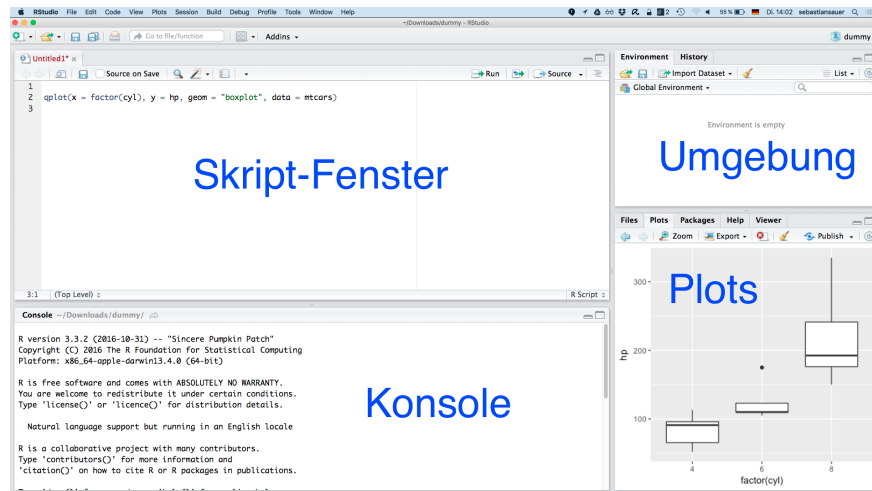 RStudio File Edit Code View Plots Session Build Debug Profile Tools Window Help 2 55% Di. 14:02 sebastiansauer
~/Downloads/dummy - RStudio
Go to file/function Addins dummy
Untitled1* ×
Source on Save Run Source
1
2 qplot(x = factor(cyl), y = hp, geom = "boxplot", data = mtcars)
3
Skript-Fenster
3:1 (Top Level) R Script
Console ~/Downloads/dummy/
R version 3.3.2 (2016-10-31) -- "Sincere Pumpkin Patch"
Copyright (C) 2016 The R Foundation for Statistical Computing
Platform: x86_64-apple-darwin13.4.0 (64-bit)
R is free software and comes with ABSOLUTELY NO WARRANTY.
You are welcome to redistribute it under certain conditions.
Type 'license()' or 'licence()' for distribution details.
Natural language support but running in an English locale
R is a collaborative project with many contributors.
Type 'contributors()' for more information and
'citation()' on how to cite R or R packages in publications.
Konsole
Environment History
Import Dataset List
Global Environment
Environment is empty
Umgebung
Files Plots Packages Help Viewer
Zoom Export Publish
Plots
300
200
100
hp
4 6 8
factor(cyl)